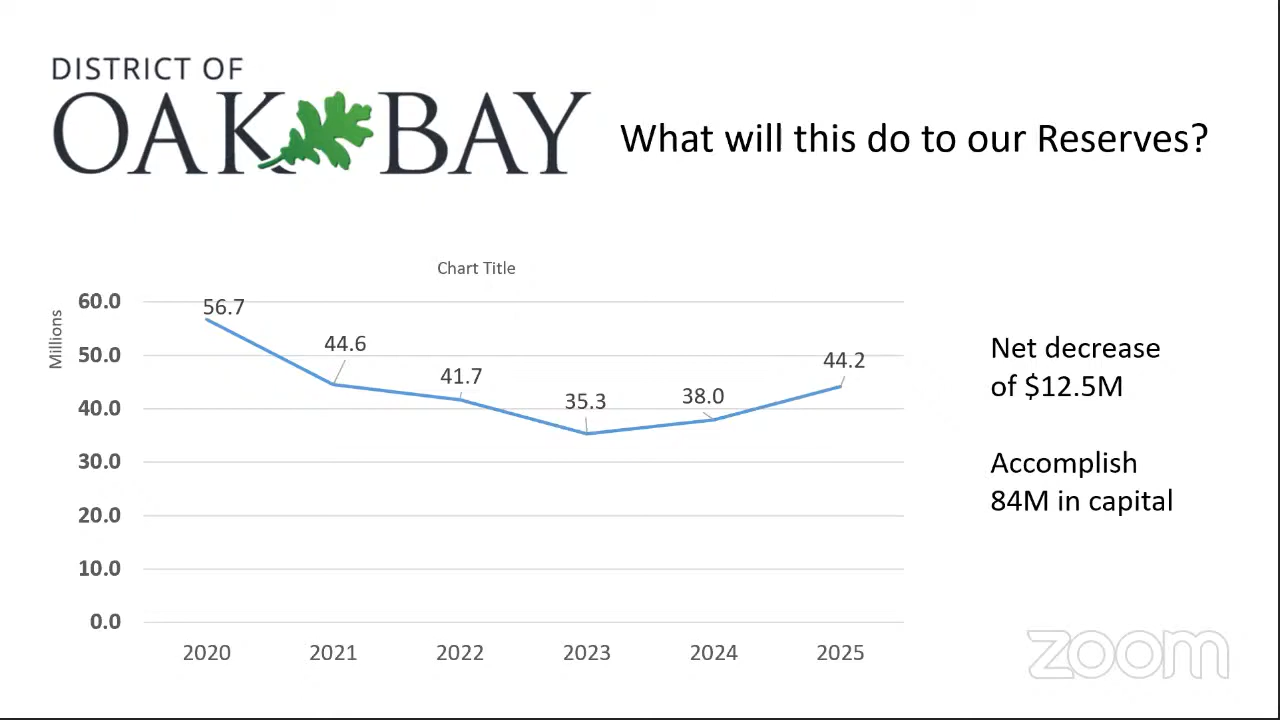 DISTRICT OF
OAK BAY
What will this do to our Reserves?
Chart Title
Millions
60.0
50.0
40.0
30.0
20.0
10.0
0.0
56.7
44.6
41.7
35.3
38.0
44.2
2020 2021 2022 2023 2024 2025
Net decrease
of $12.5M
Accomplish
84M in capital
zoom